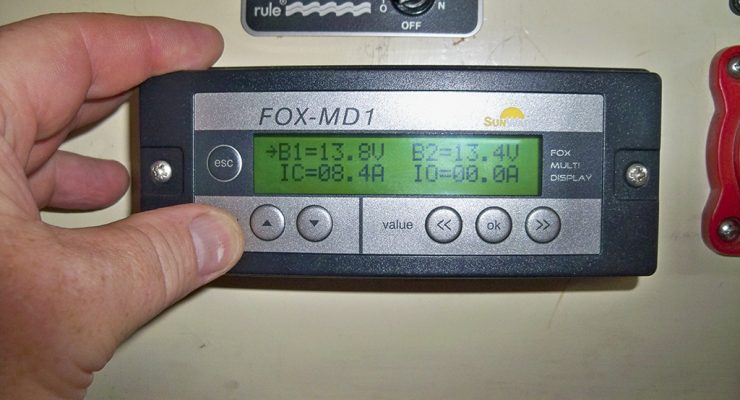 rule®
O
N
OFF
FOX-MD1
SUN
esc
→B1=13.8V B2=13.4V
IC=08.4A IO=00.0A
FOX
MULTI
DISPLAY
value
<<
ok
>>